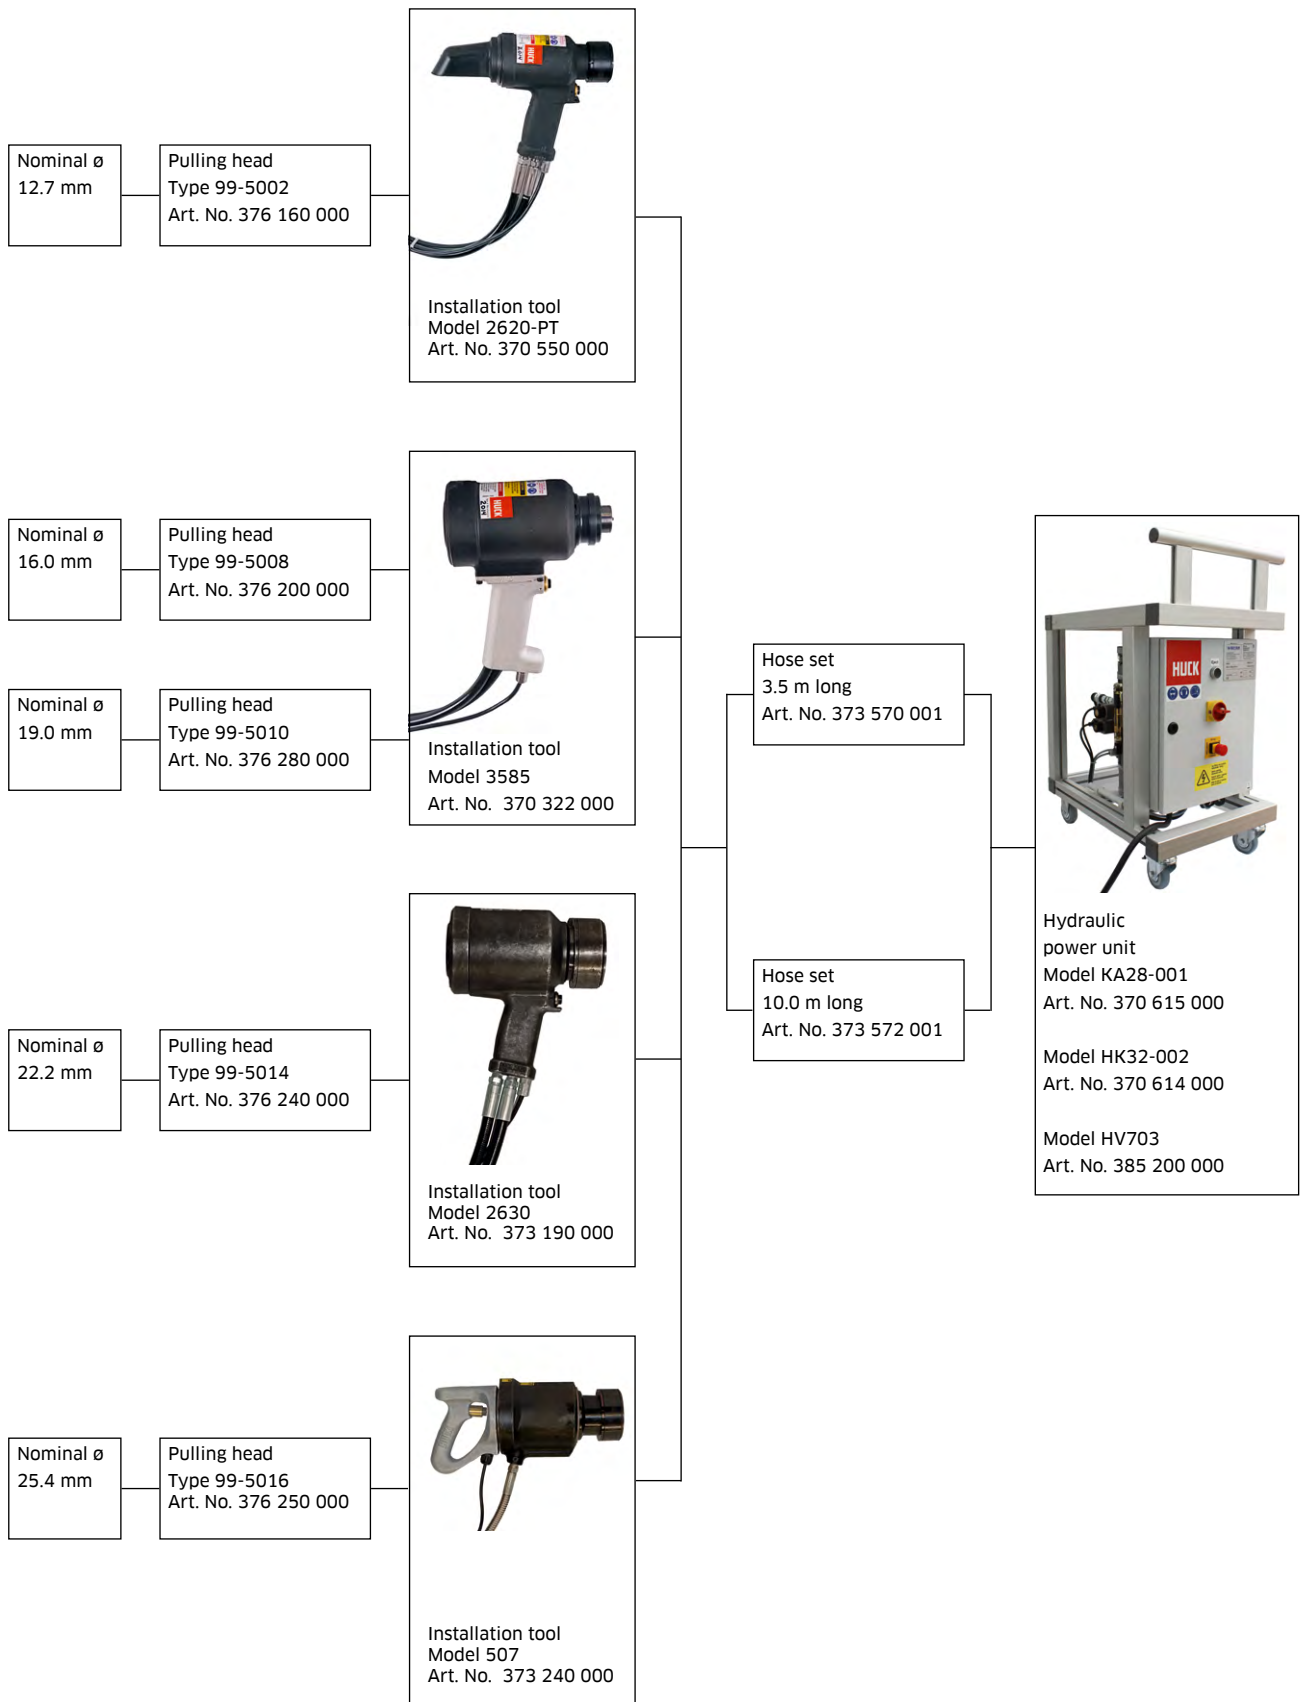 Nominal ø
12.7 mm
Pulling head
Type 99-5002
Art. No. 376 160 000
HUCK
Installation tool
Model 2620-PT
Art. No. 370 550 000
Nominal ø
16.0 mm
Pulling head
Type 99-5008
Art. No. 376 200 000
Nominal ø
19.0 mm
Pulling head
Type 99-5010
Art. No. 376 280 000
HUCK
Installation tool
Model 3585
Art. No. 370 322 000
Nominal ø
22.2 mm
Pulling head
Type 99-5014
Art. No. 376 240 000
Installation tool
Model 2630
Art. No. 373 190 000
Nominal ø
25.4 mm
Pulling head
Type 99-5016
Art. No. 376 250 000
Installation tool
Model 507
Art. No. 373 240 000
Hose set
3.5 m long
Art. No. 373 570 001
Hose set
10.0 m long
Art. No. 373 572 001
HUCK
Hydraulic
power unit
Model KA28-001
Art. No. 370 615 000
Model HK32-002
Art. No. 370 614 000
Model HV703
Art. No. 385 200 000